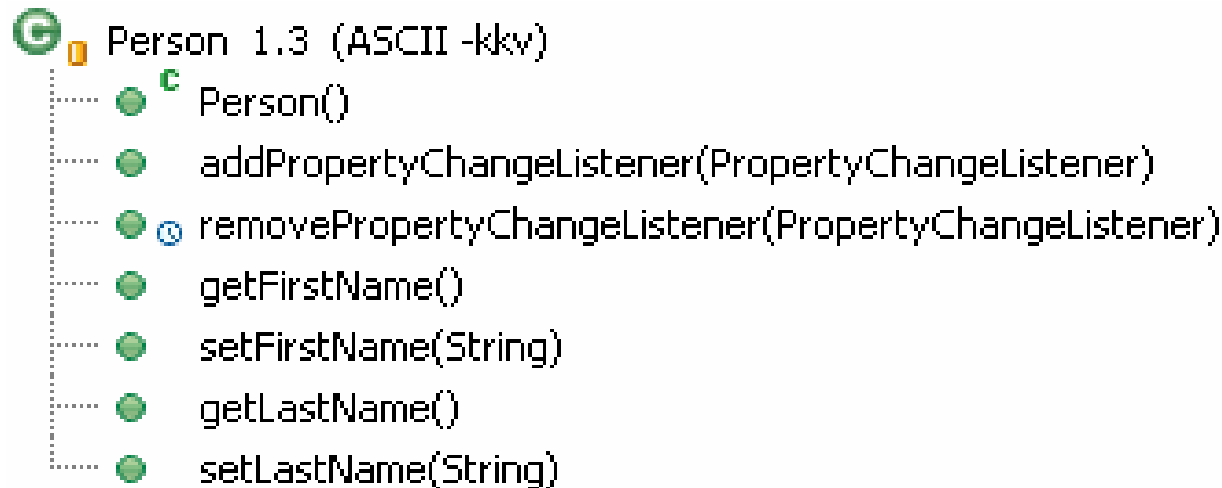 Person 1.3 (ASCII -kkv)
Person()
addPropertyChangeListener(PropertyChangeListener)
removePropertyChangeListener(PropertyChangeListener)
getFirstName()
setFirstName(String)
getLastName()
setLastName(String)